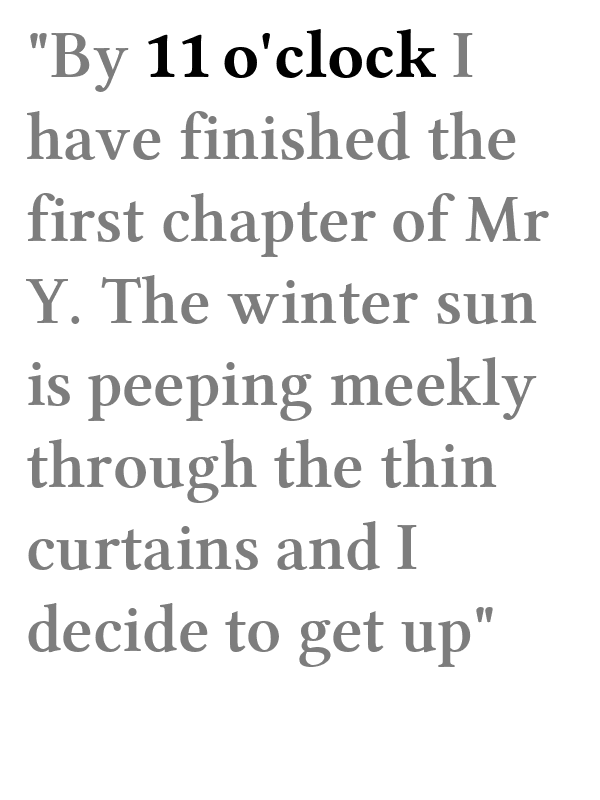 "By 11 o'clock I
have finished the
first chapter of Mr
Y. The winter sun
is peeping meekly
through the thin
curtains and I
decide to get up"